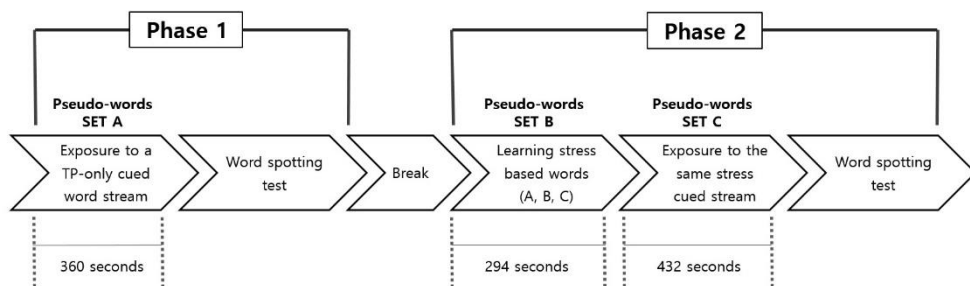 Phase 1
Phase 2
Pseudo-words
SET A
Pseudo-words
SET B
Pseudo-words
SET C
Exposure to a
TP-only cued
word stream
Word spotting
test
Break
Learning stress
based words
(A, B, C)
Exposure to the
same stress
cued stream
Word spotting
test
360 seconds
294 seconds
432 seconds